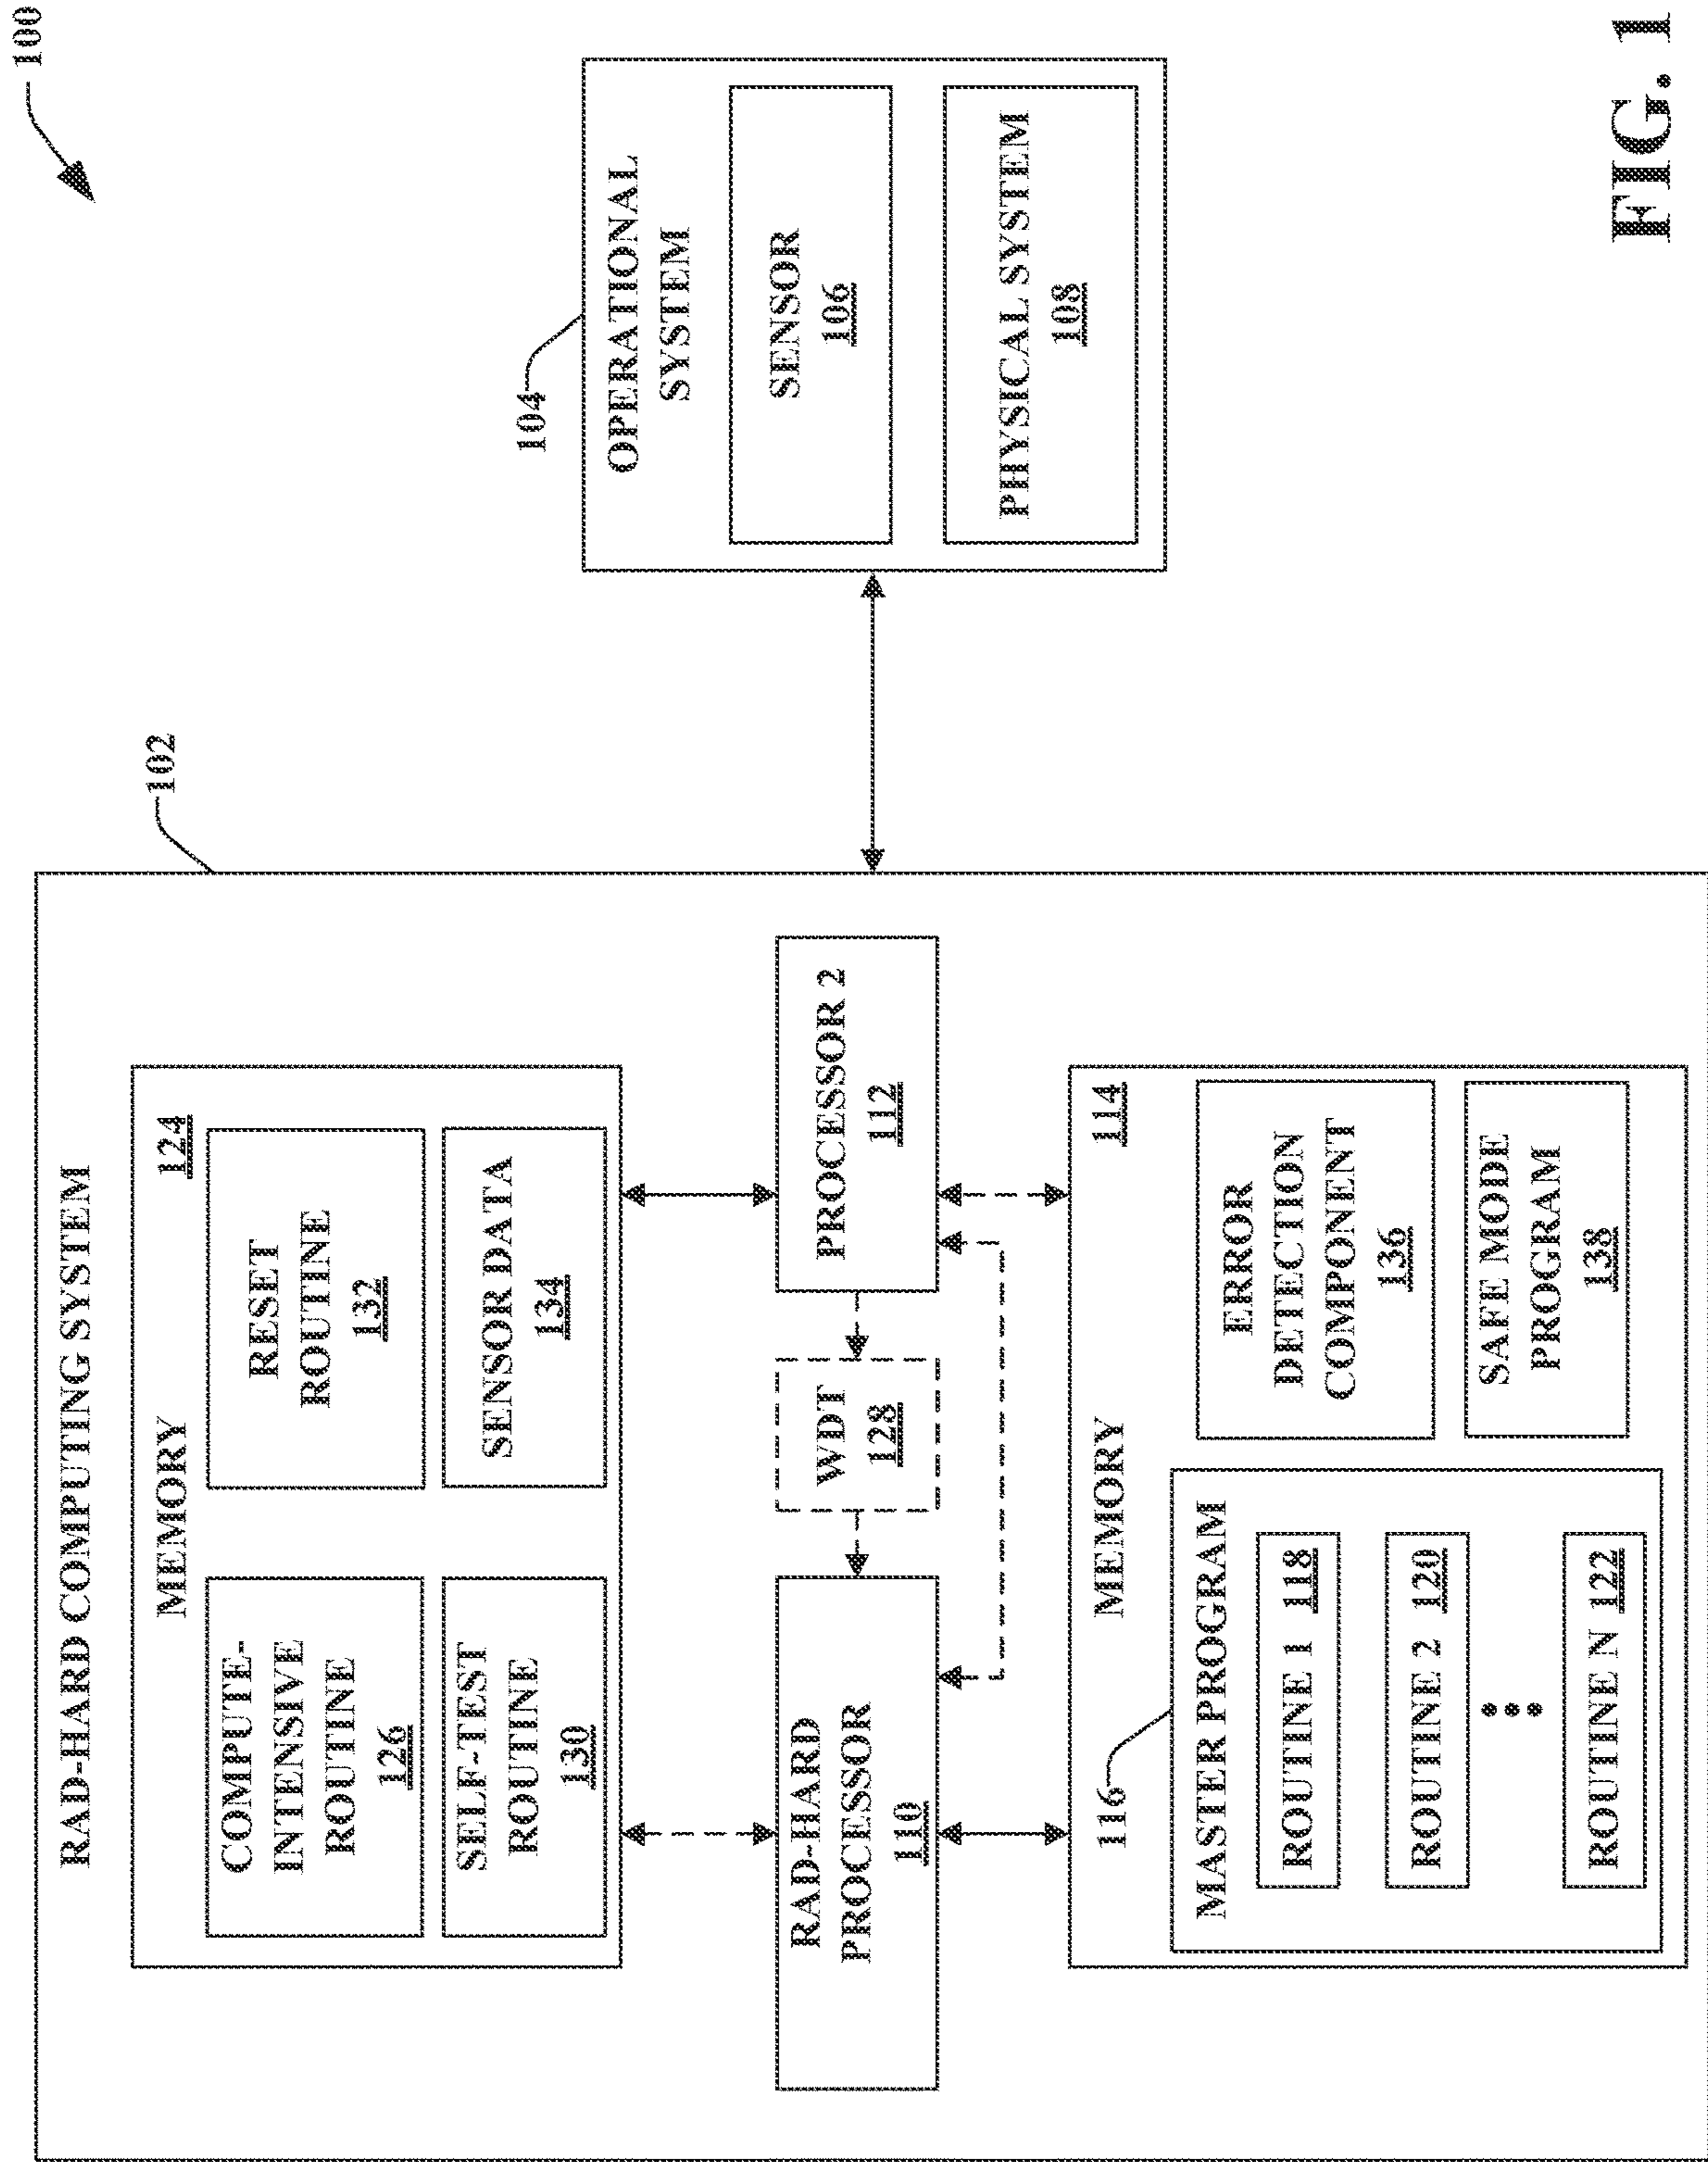 100
RAD-HARD COMPUTING SYSTEM
102
MEMORY
124
COMPUTE-
INTENSIVE
ROUTINE
126
RESET
ROUTINE
132
SELF-TEST
ROUTINE
130
SENSOR DATA
134
RAD-HARD
PROCESSOR
110
WDT
128
PROCESSOR 2
112
MEMORY
114
116
MASTER PROGRAM
ROUTINE 1 118
ROUTINE 2 120
ROUTINE N 122
ERROR
DETECTION
COMPONENT
136
SAFE MODE
PROGRAM
138
104
OPERATIONAL
SYSTEM
SENSOR
106
PHYSICAL SYSTEM
108
FIG. 1